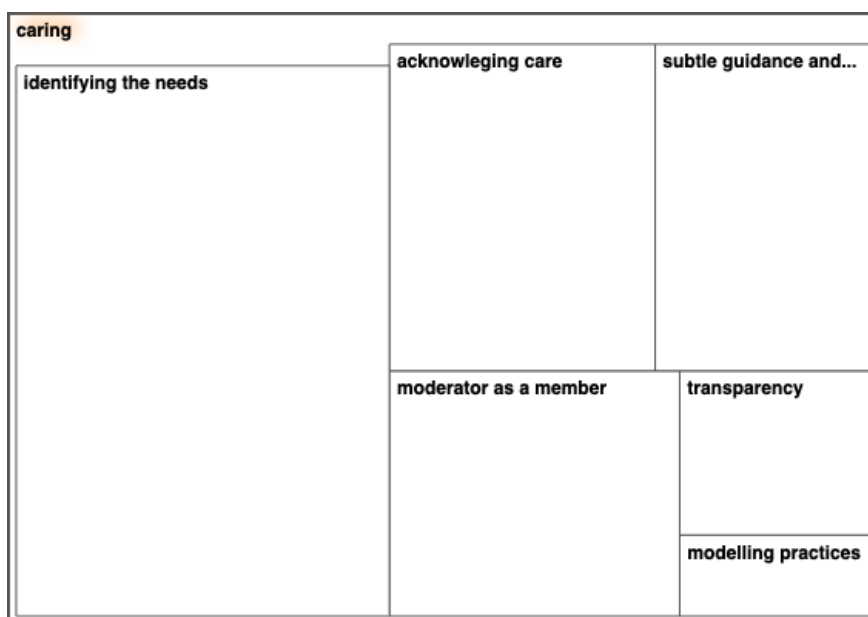 caring
identifying the needs
acknowleging care
subtle guidance and...
moderator as a member
transparency
modelling practices